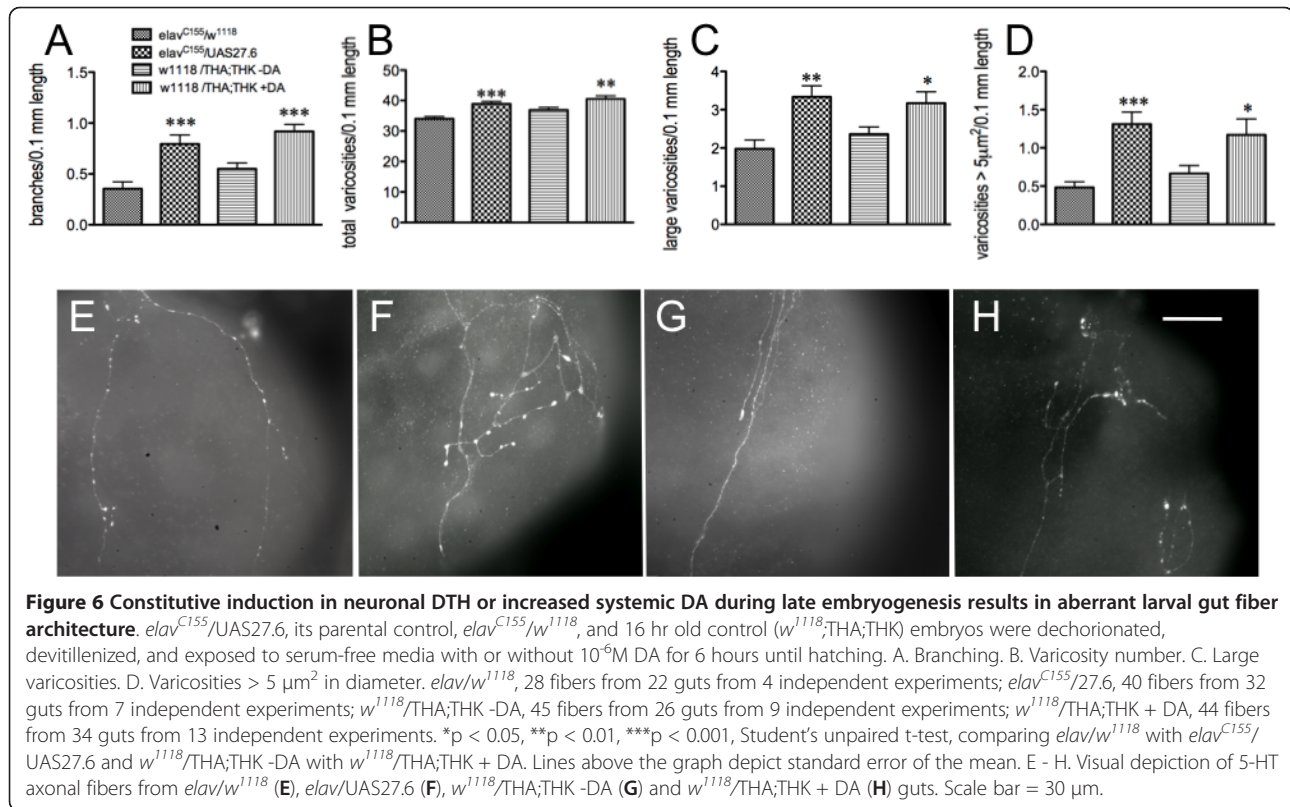 A
elav^C155/w^1118
elav^C155/UAS27.6
w1118/THA;THK -DA
w1118/THA;THK +DA
branches/0.1 mm length
1.5
1.0
0.5
0.0
***
***
B
total varicosities/0.1 mm length
50
40
30
20
10
0
***
**
C
large varicosities/0.1 mm length
4
3
2
1
0
**
*
D
varicosities > 5µm²/0.1 mm length
2.0
1.5
1.0
0.5
0.0
***
*
E
F
G
H
Figure 6 Constitutive induction in neuronal DTH or increased systemic DA during late embryogenesis results in aberrant larval gut fiber
architecture. elav^C155/UAS27.6, its parental control, elav^C155/w^1118, and 16 hr old control (w^1118;THA;THK) embryos were dechorionated,
devitillenized, and exposed to serum-free media with or without 10^-6M DA for 6 hours until hatching. A. Branching. B. Varicosity number. C. Large
varicosities. D. Varicosities > 5 µm² in diameter. elav/w^1118, 28 fibers from 22 guts from 4 independent experiments; elav^C155/27.6, 40 fibers from 32
guts from 7 independent experiments; w^1118/THA;THK -DA, 45 fibers from 26 guts from 9 independent experiments; w^1118/THA;THK + DA, 44 fibers
from 34 guts from 13 independent experiments. *p < 0.05, **p < 0.01, ***p < 0.001, Student's unpaired t-test, comparing elav/w^1118 with elav^C155/
UAS27.6 and w^1118/THA;THK -DA with w^1118/THA;THK + DA. Lines above the graph depict standard error of the mean. E - H. Visual depiction of 5-HT
axonal fibers from elav/w^1118 (E), elav/UAS27.6 (F), w^1118/THA;THK -DA (G) and w^1118/THA;THK + DA (H) guts. Scale bar = 30 µm.